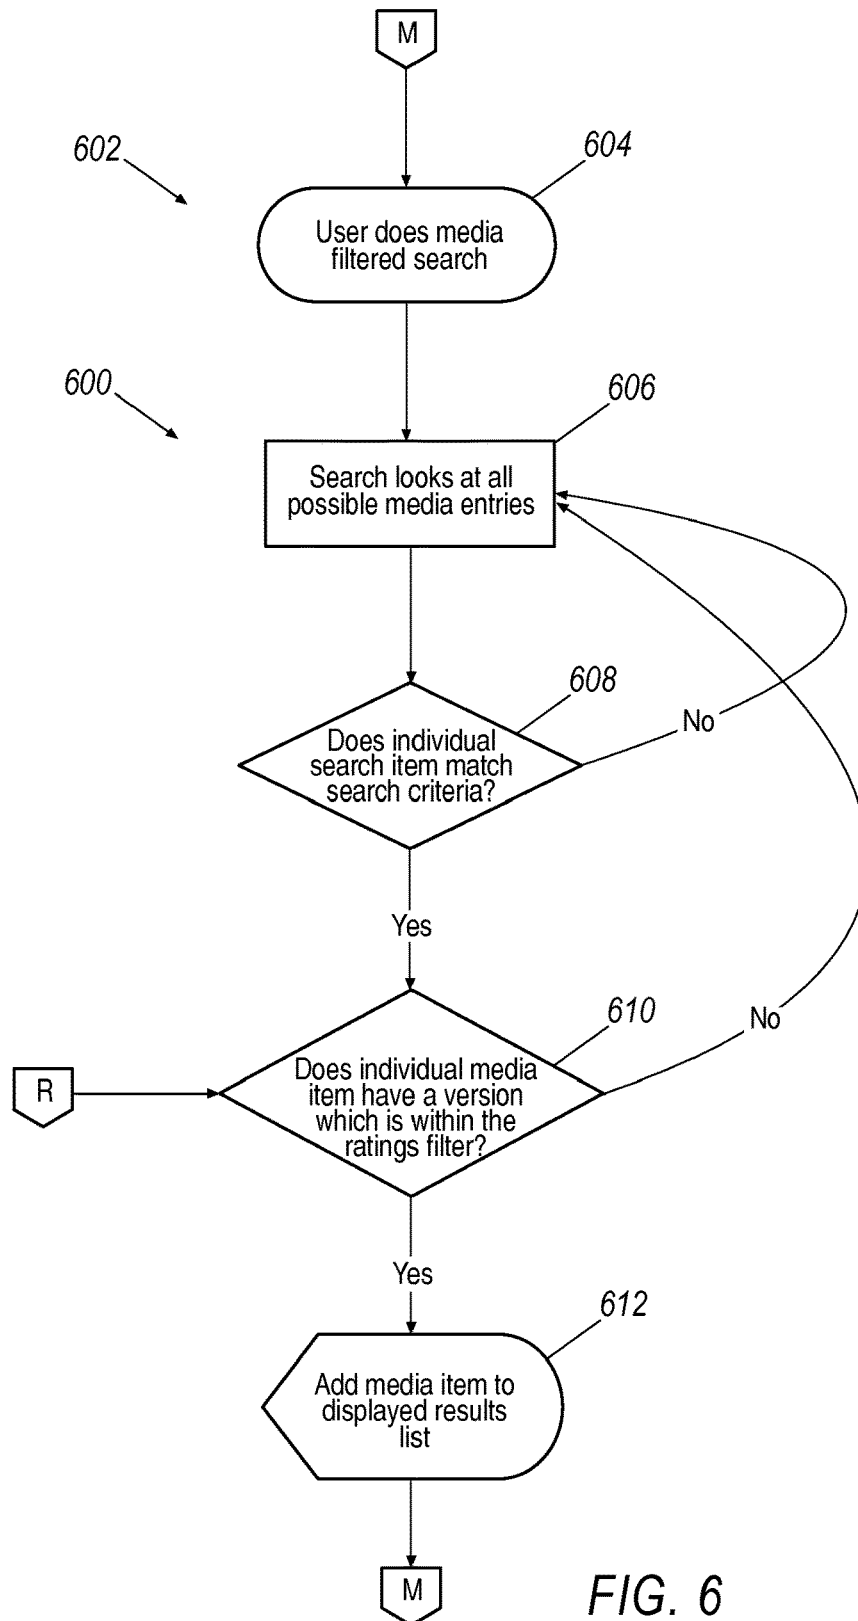 M
602
604
User does media
filtered search
600
606
Search looks at all
possible media entries
608
Does individual
search item match
search criteria?
No
Yes
610
No
R
Does individual media
item have a version
which is within the
ratings filter?
Yes
612
Add media item to
displayed results
list
M
FIG. 6